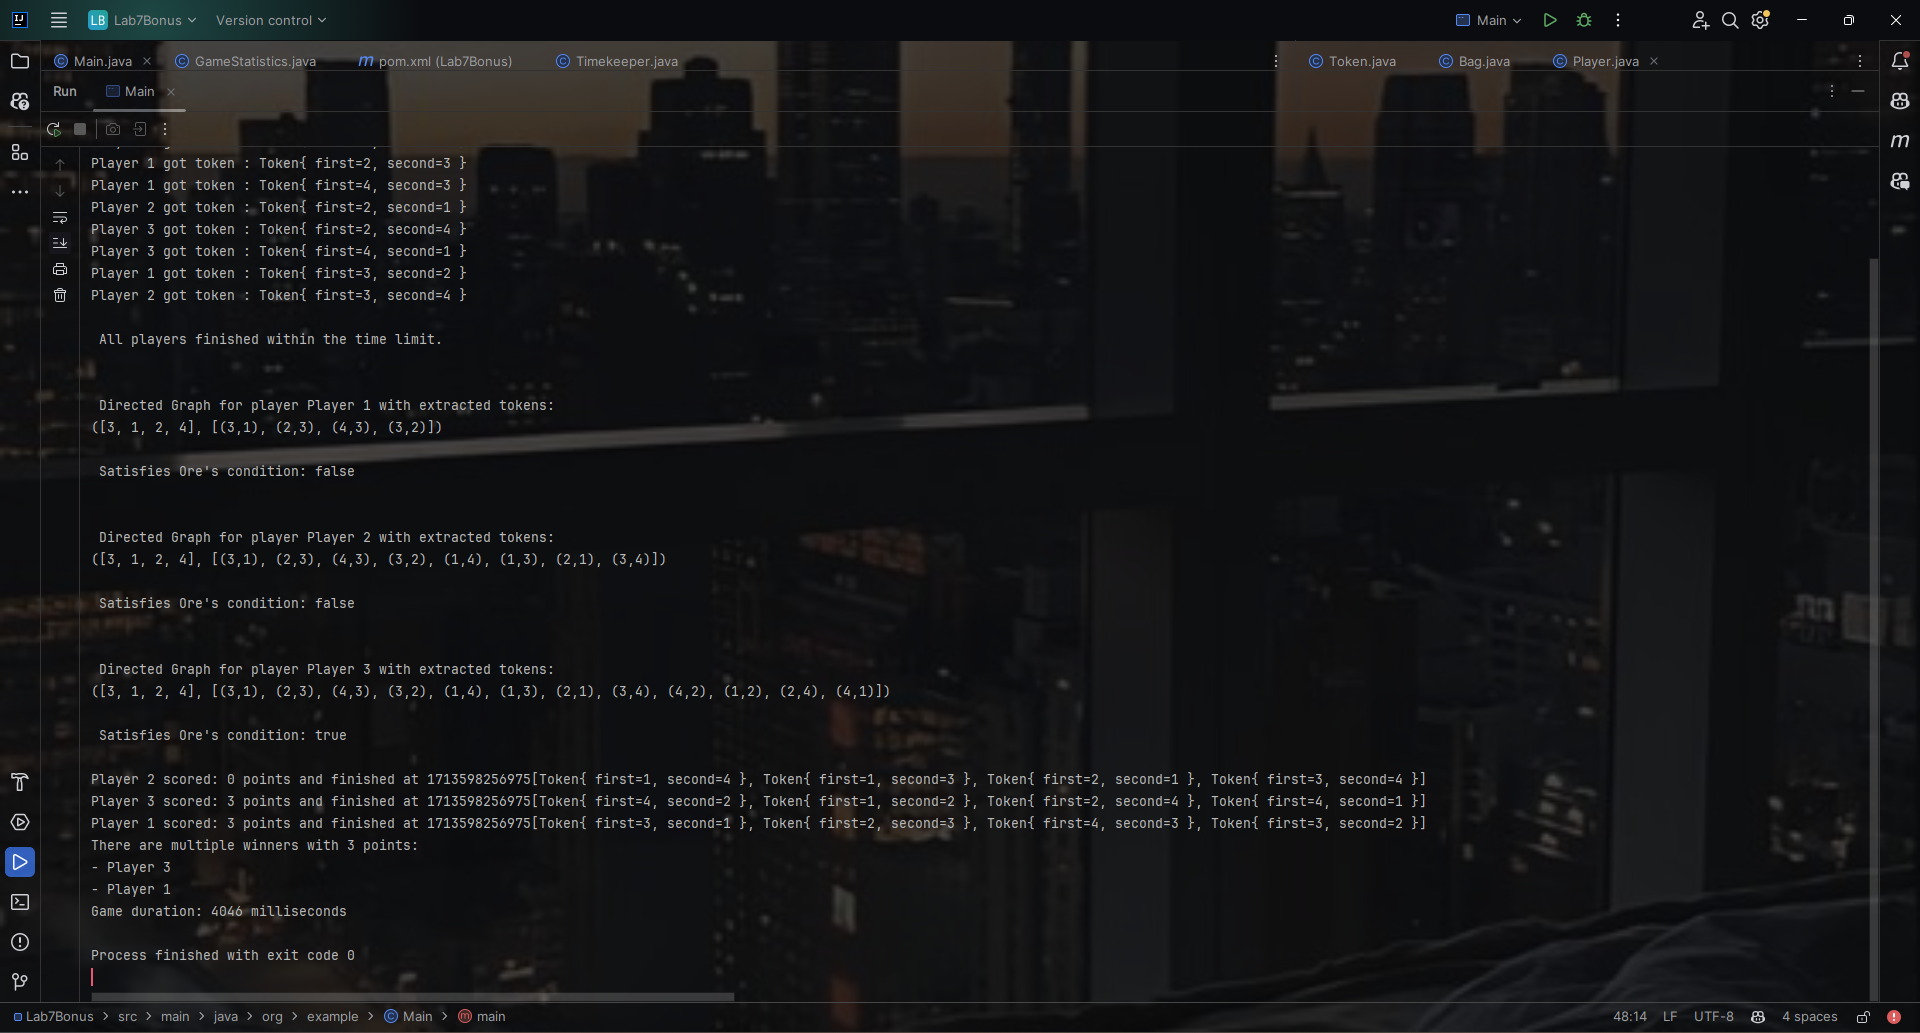 LB Lab7Bonus Version control Main
Main.java GameStatistics.java m pom.xml (Lab7Bonus) Timekeeper.java Token.java Bag.java Player.java
Run Main
Player 1 got token : Token{ first=2, second=3 }
Player 1 got token : Token{ first=4, second=3 }
Player 2 got token : Token{ first=2, second=1 }
Player 3 got token : Token{ first=2, second=4 }
Player 3 got token : Token{ first=4, second=1 }
Player 1 got token : Token{ first=3, second=2 }
Player 2 got token : Token{ first=3, second=4 }
All players finished within the time limit.
Directed Graph for player Player 1 with extracted tokens:
([3, 1, 2, 4], [(3,1), (2,3), (4,3), (3,2)])
Satisfies Ore's condition: false
Directed Graph for player Player 2 with extracted tokens:
([3, 1, 2, 4], [(3,1), (2,3), (4,3), (3,2), (1,4), (1,3), (2,1), (3,4)])
Satisfies Ore's condition: false
Directed Graph for player Player 3 with extracted tokens:
([3, 1, 2, 4], [(3,1), (2,3), (4,3), (3,2), (1,4), (1,3), (2,1), (3,4), (4,2), (1,2), (2,4), (4,1)])
Satisfies Ore's condition: true
Player 2 scored: 0 points and finished at 1713598256975[Token{ first=1, second=4 }, Token{ first=1, second=3 }, Token{ first=2, second=1 }, Token{ first=3, second=4 }]
Player 3 scored: 3 points and finished at 1713598256975[Token{ first=4, second=2 }, Token{ first=1, second=2 }, Token{ first=2, second=4 }, Token{ first=4, second=1 }]
Player 1 scored: 3 points and finished at 1713598256975[Token{ first=3, second=1 }, Token{ first=2, second=3 }, Token{ first=4, second=3 }, Token{ first=3, second=2 }]
There are multiple winners with 3 points:
- Player 3
- Player 1
Game duration: 4046 milliseconds
Process finished with exit code 0
Lab7Bonus > src > main > java > org > example > Main > main 48:14 LF UTF-8 4 spaces